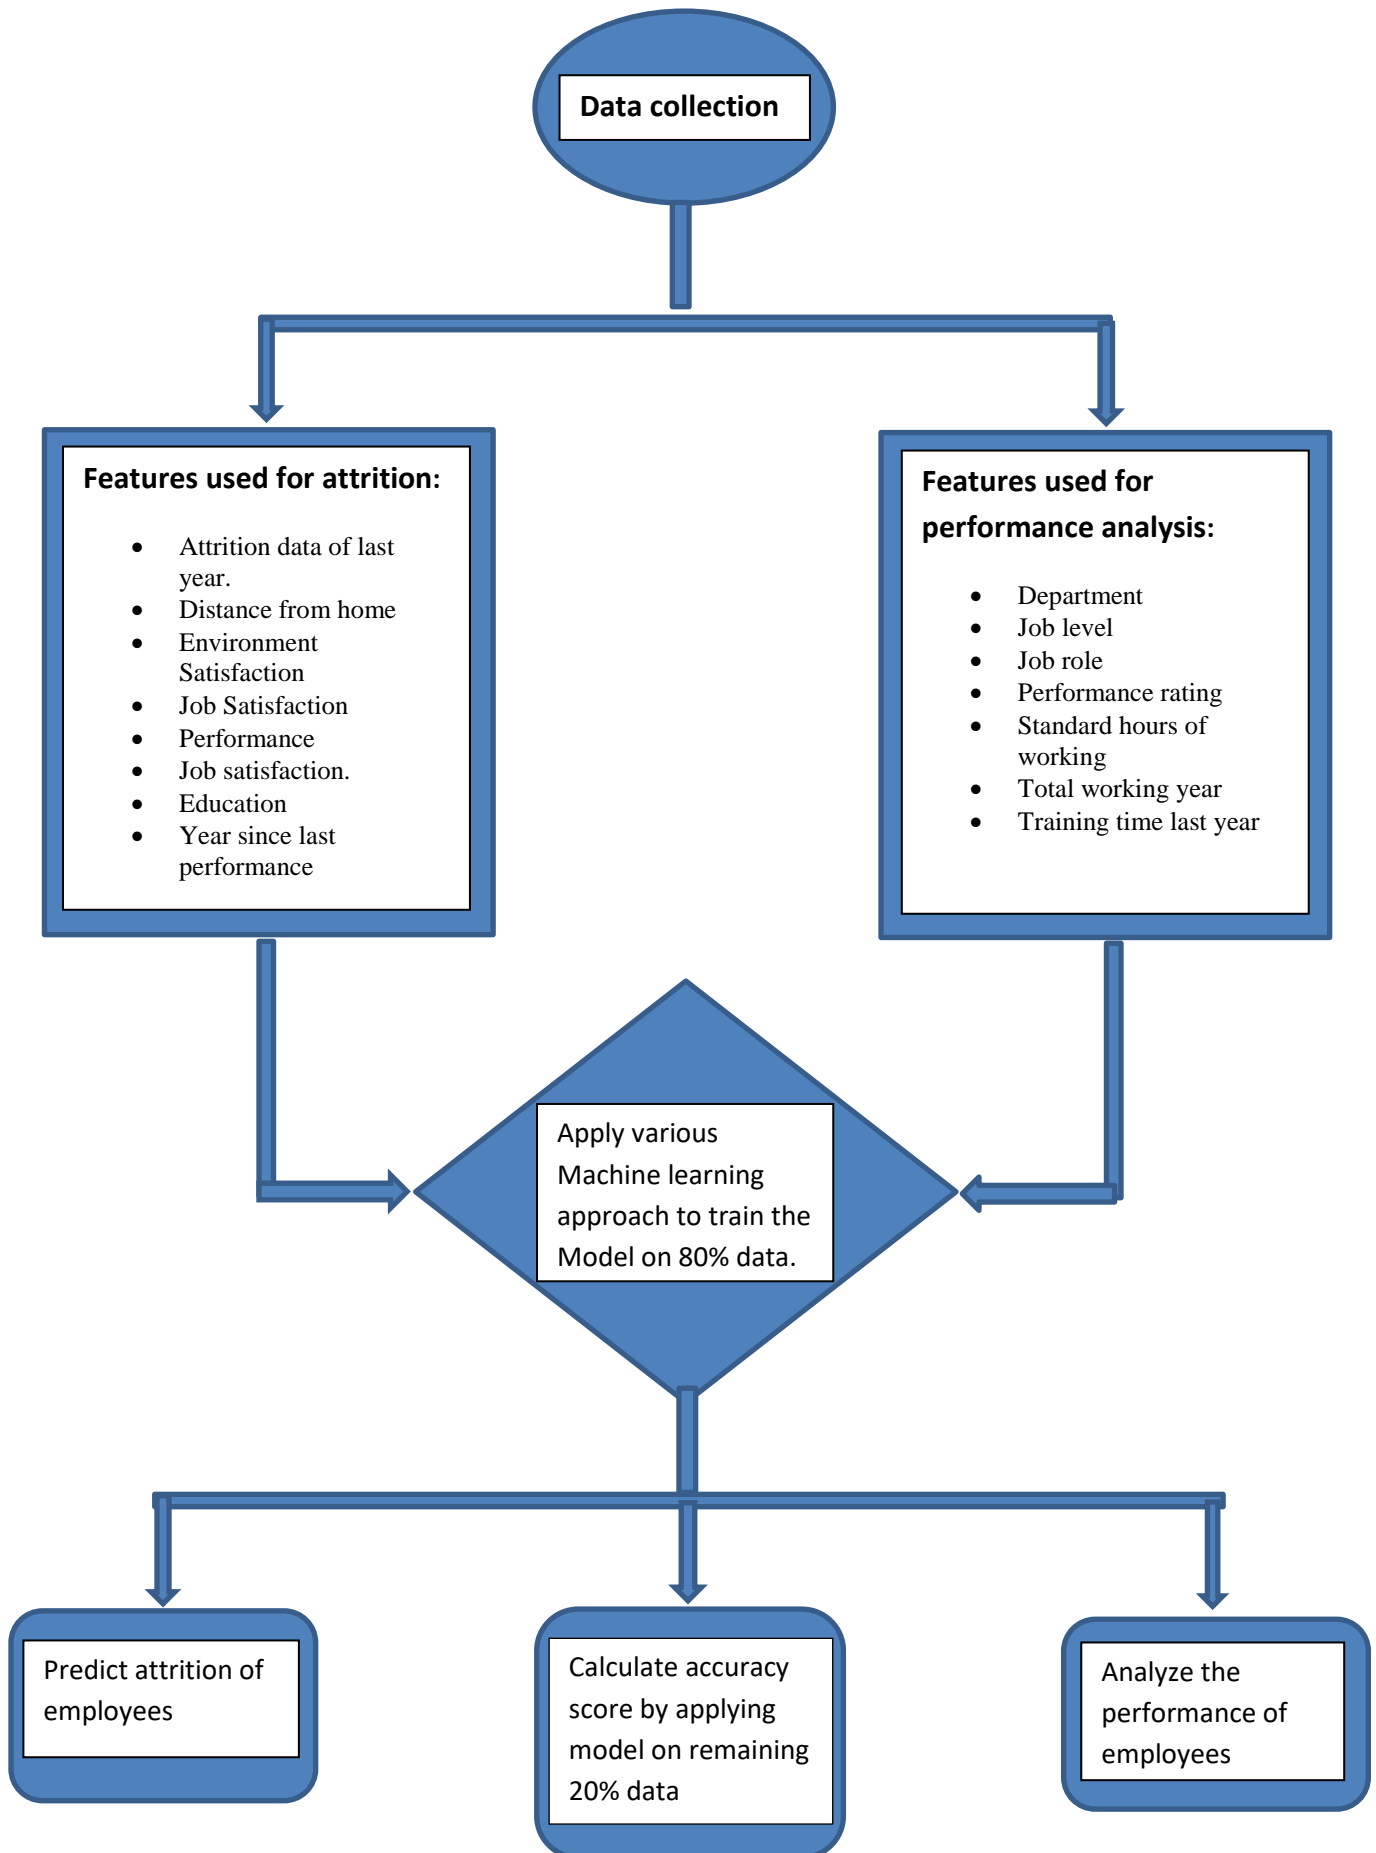 Data collection
Features used for attrition:
• Attrition data of last
year.
• Distance from home
• Environment
Satisfaction
• Job Satisfaction
• Performance
• Job satisfaction.
• Education
• Year since last
performance
Features used for
performance analysis:
• Department
• Job level
• Job role
• Performance rating
• Standard hours of
working
• Total working year
• Training time last year
Apply various
Machine learning
approach to train the
Model on 80% data.
Predict attrition of
employees
Calculate accuracy
score by applying
model on remaining
20% data
Analyze the
performance of
employees